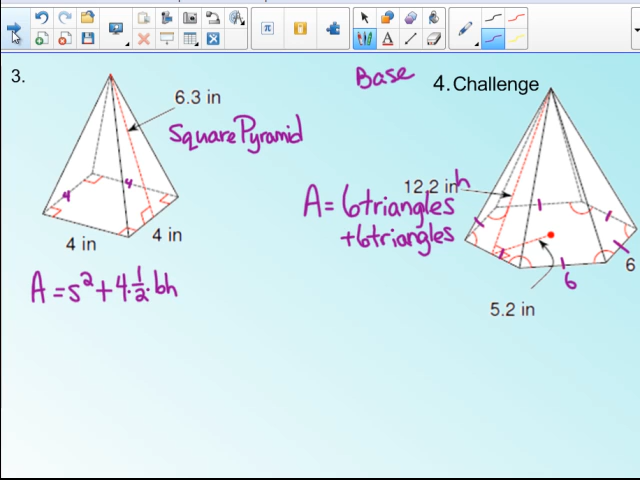 3.
6.3 in
Square Pyramid
4
4
4 in
4 in
A = s² + 4·½·bh
Base
4. Challenge
12.2 in h
A = 6 triangles
+ 6 triangles
6
6
5.2 in